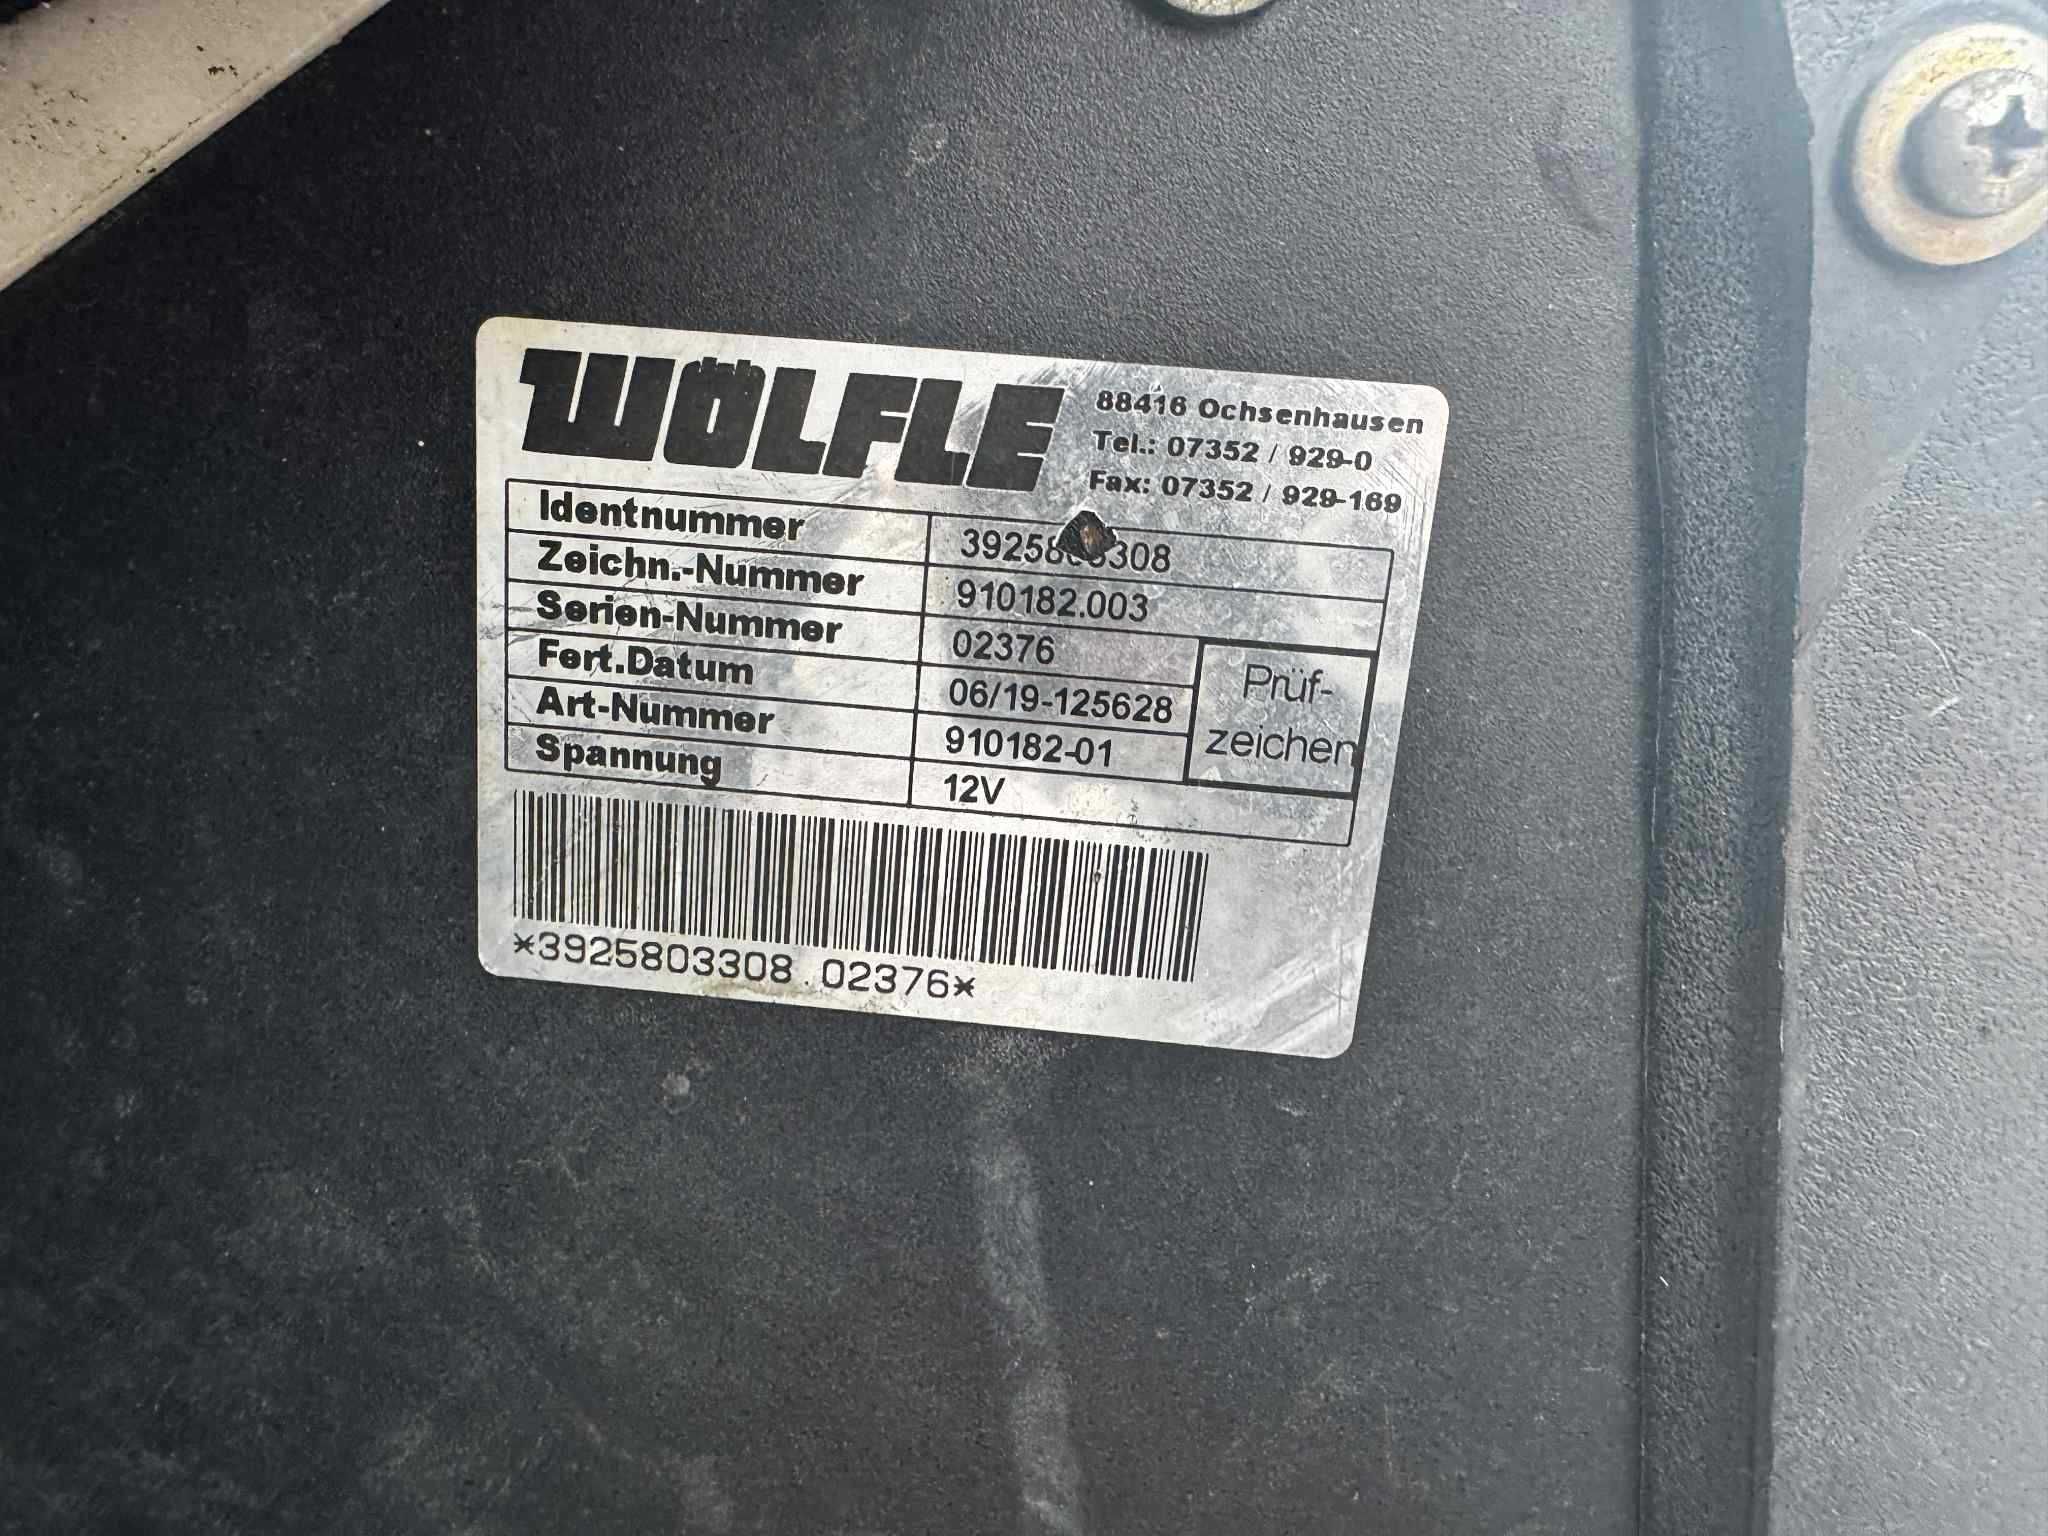 WÖLFLE
88416 Ochsenhausen
Tel.: 07352 / 929-0
Fax: 07352 / 929-169
Identnummer 3925803308
Zeichn.-Nummer 910182.003
Serien-Nummer 02376
Fert.Datum 06/19-125628
Art-Nummer 910182-01
Spannung 12V
Prüf-
zeichen
*3925803308 02376*